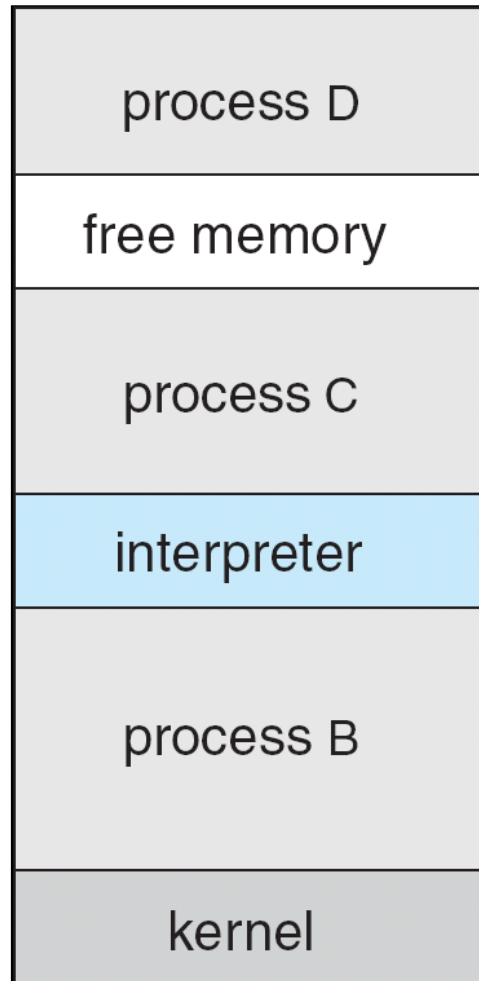 process D
free memory
process C
interpreter
process B
kernel